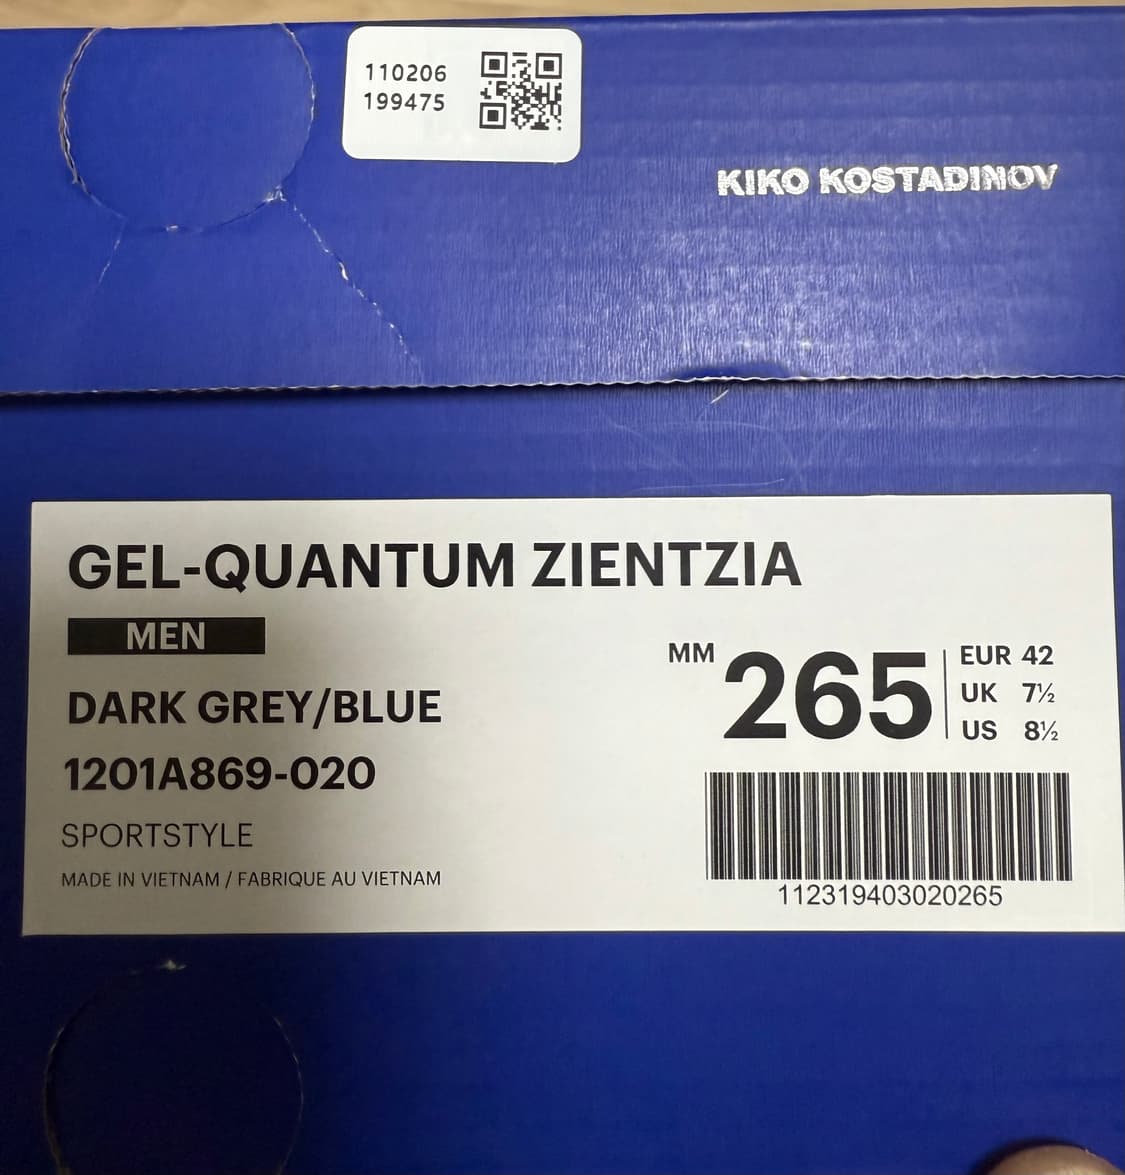 110206
199475
KIKO KOSTADINOV
GEL-QUANTUM ZIENTZIA
MEN
DARK GREY/BLUE
1201A869-020
SPORTSTYLE
MADE IN VIETNAM / FABRIQUE AU VIETNAM
MM 265
EUR 42
UK 7½
US 8½
112319403020265